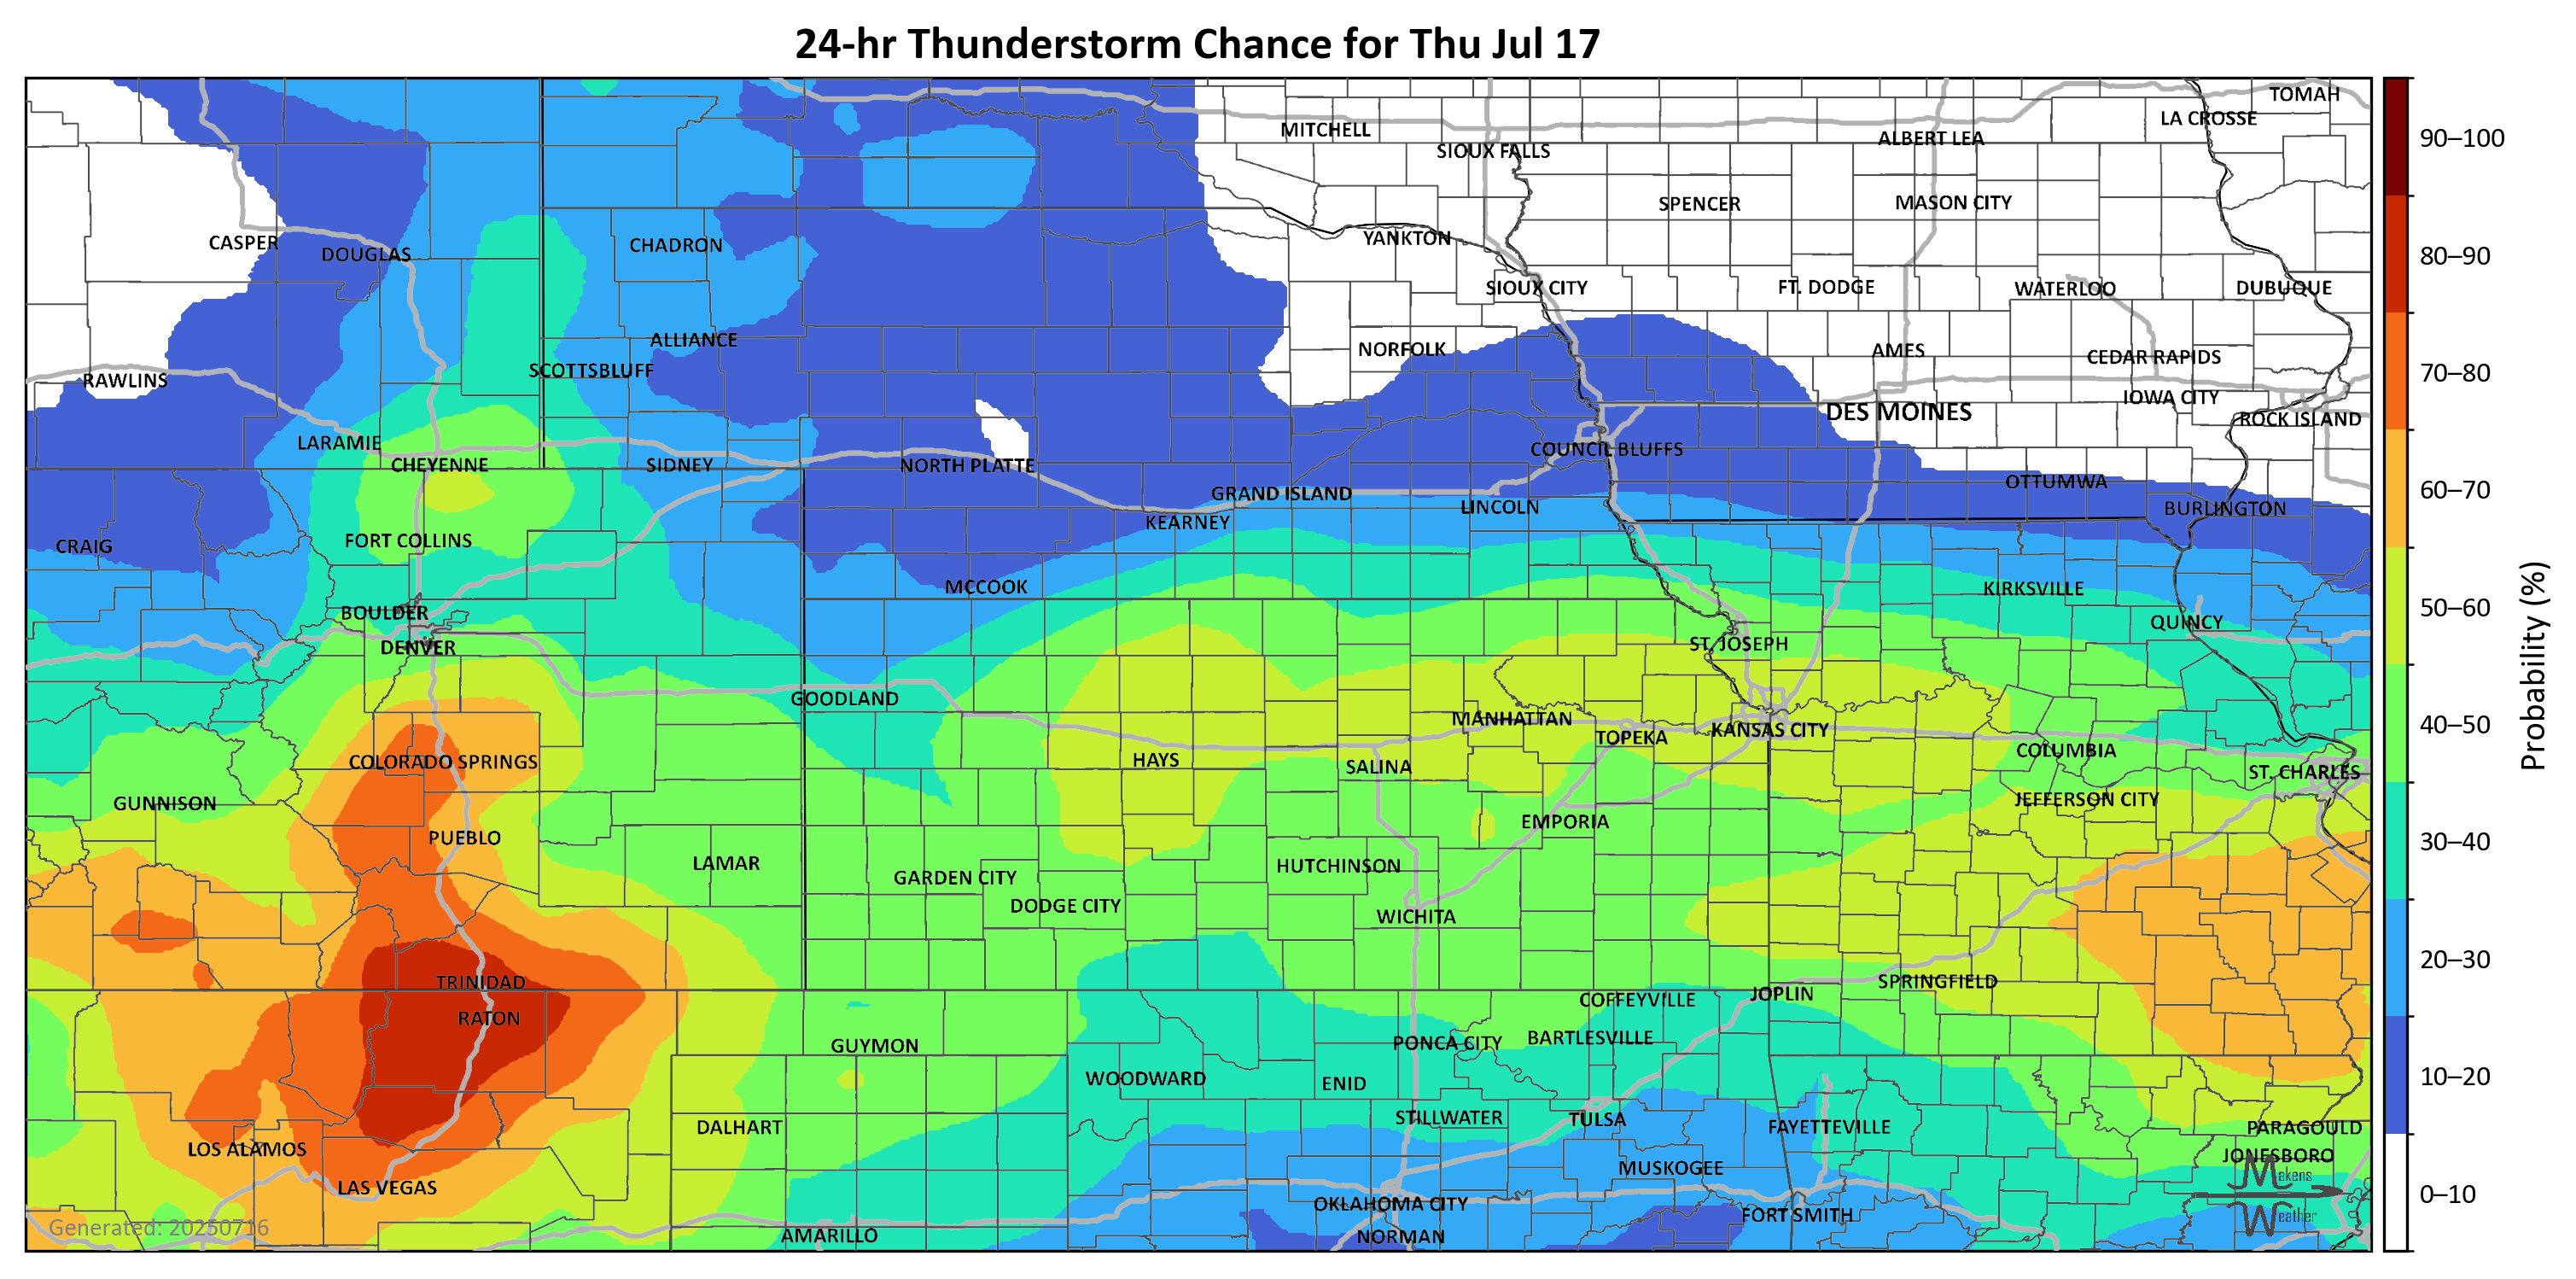 24-hr Thunderstorm Chance for Thu Jul 17
TOMAH
LA CROSSE
MITCHELL
ALBERT LEA
90–100
SIOUX FALLS
SPENCER
MASON CITY
CASPER
DOUGLAS
CHADRON
YANKTON
80–90
SIOUX CITY
FT. DODGE
WATERLOO
DUBUQUE
ALLIANCE
NORFOLK
AMES
CEDAR RAPIDS
RAWLINS
SCOTTSBLUFF
70–80
IOWA CITY
DES MOINES
ROCK ISLAND
LARAMIE
COUNCIL BLUFFS
CHEYENNE
SIDNEY
NORTH PLATTE
GRAND ISLAND
OTTUMWA
60–70
LINCOLN
BURLINGTON
KEARNEY
CRAIG
FORT COLLINS
MCCOOK
KIRKSVILLE
BOULDER
QUINCY
50–60
DENVER
ST. JOSEPH
GOODLAND
MANHATTAN
KANSAS CITY
40–50
TOPEKA
COLUMBIA
COLORADO SPRINGS
HAYS
SALINA
ST. CHARLES
GUNNISON
JEFFERSON CITY
PUEBLO
EMPORIA
30–40
LAMAR
HUTCHINSON
GARDEN CITY
DODGE CITY
WICHITA
20–30
TRINIDAD
SPRINGFIELD
JOPLIN
COFFEYVILLE
RATON
GUYMON
PONCA CITY
BARTLESVILLE
WOODWARD
ENID
10–20
STILLWATER
TULSA
DALHART
FAYETTEVILLE
PARAGOULD
LOS ALAMOS
JONESBORO
MUSKOGEE
Makens
LAS VEGAS
OKLAHOMA CITY
0–10
FORT SMITH
Weather
Generated: 20250716
AMARILLO
NORMAN
Probability (%)